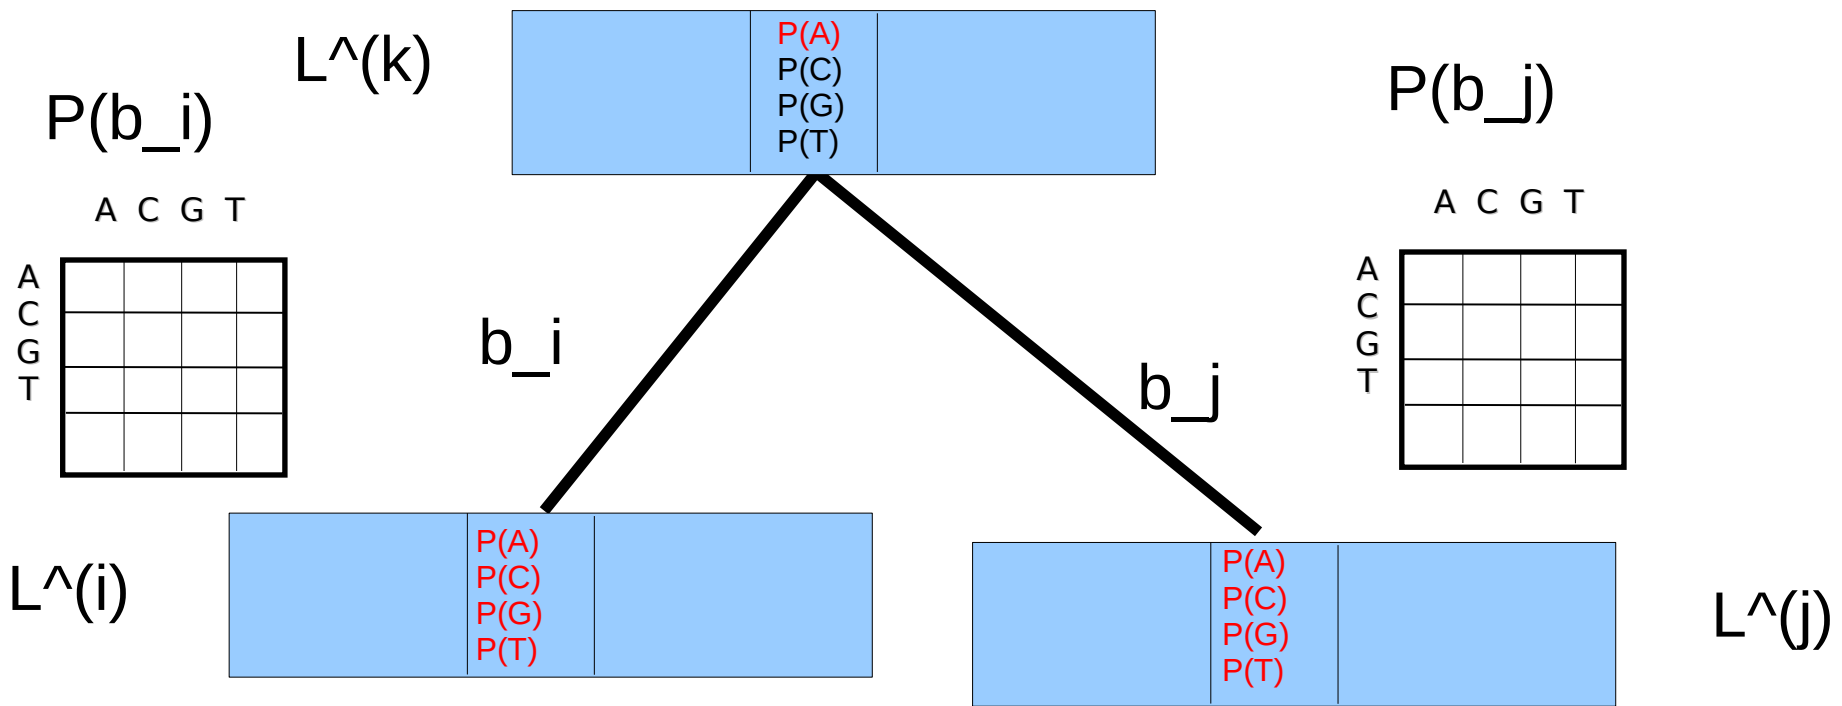 L^(k)
P(A)
P(C)
P(G)
P(T)
P(b_i)
P(b_j)
A C G T
A
C
G
T
A C G T
A
C
G
T
b_i
b_j
L^(i)
P(A)
P(C)
P(G)
P(T)
P(A)
P(C)
P(G)
P(T)
L^(j)